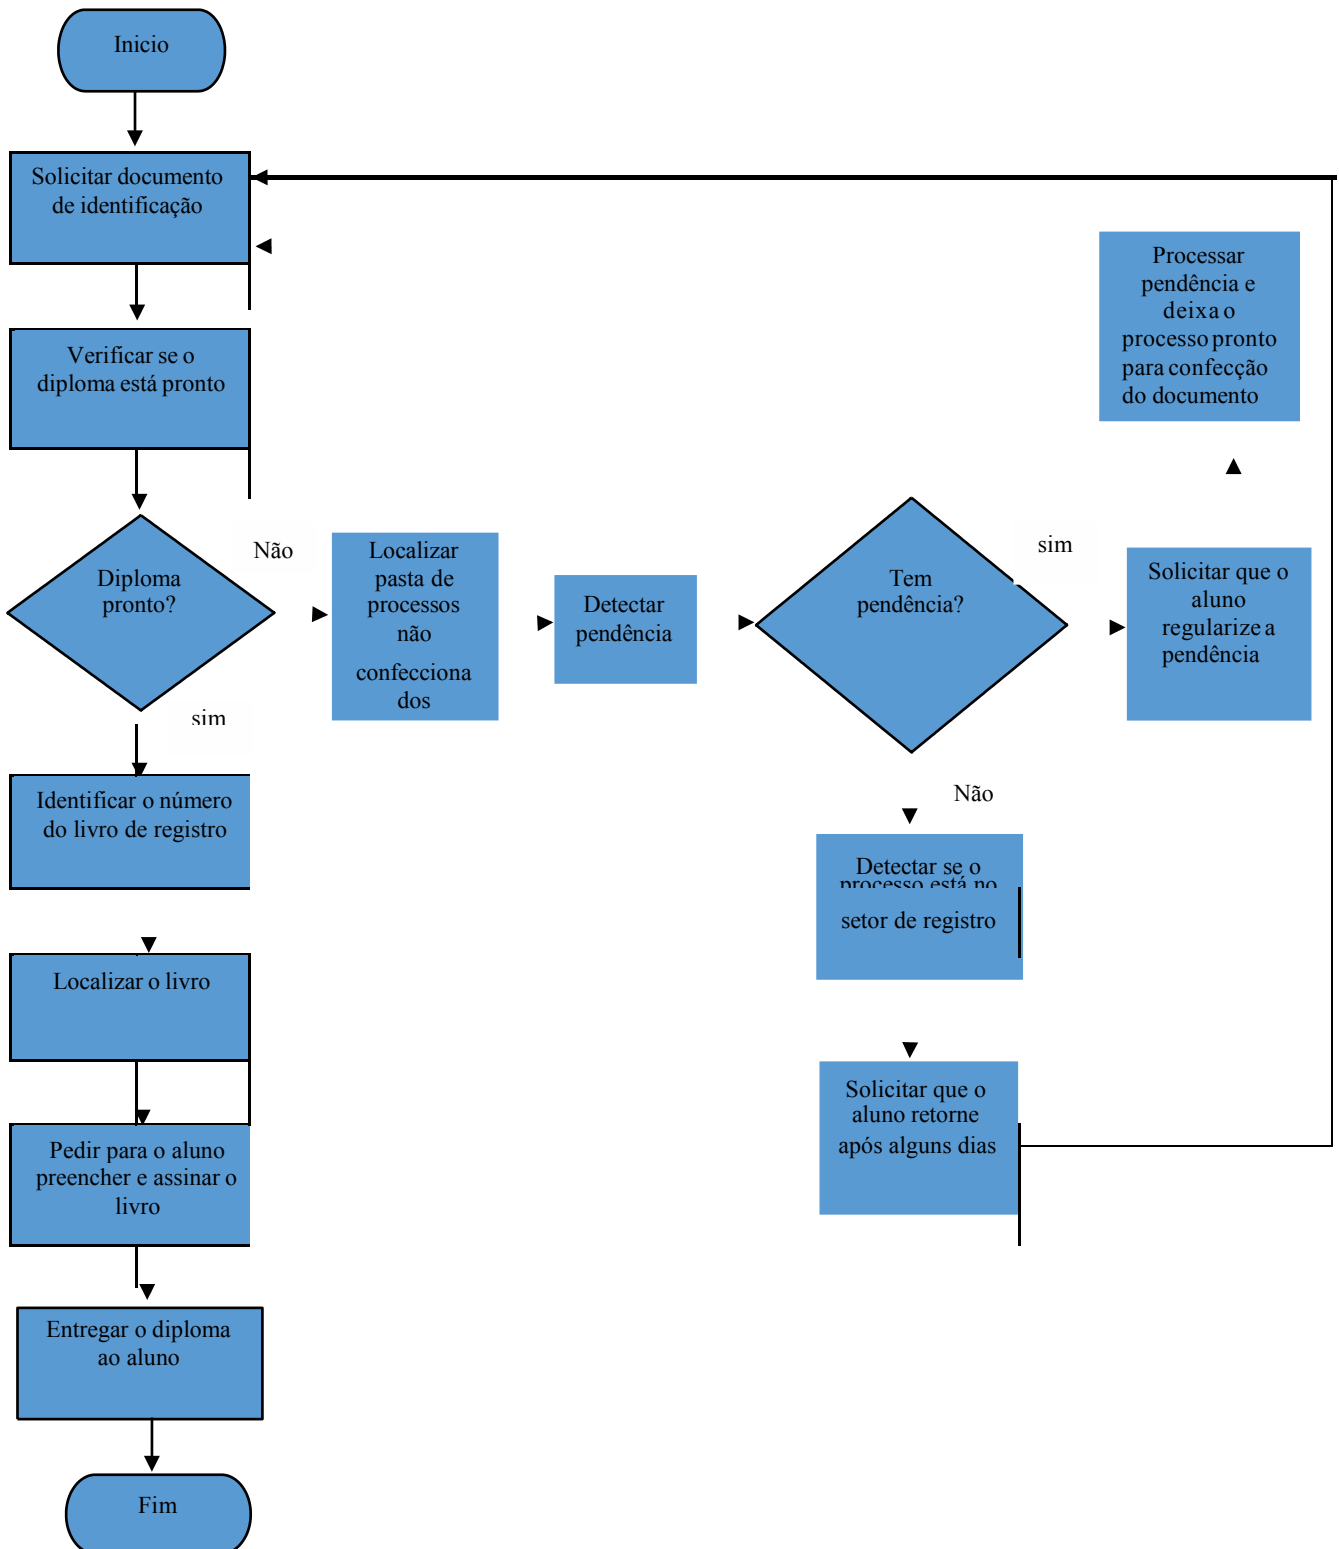 Inicio
Solicitar documento
de identificação
Verificar se o
diploma está pronto
Diploma
pronto?
Não
sim
Localizar
pasta de
processos
não
confecciona
dos
Detectar
pendência
Tem
pendência?
sim
Não
Solicitar que o
aluno
regularize a
pendência
Processar
pendência e
deixa o
processo pronto
para confecção
do documento
Detectar se o
processo está no
setor de registro
Solicitar que o
aluno retorne
após alguns dias
Identificar o número
do livro de registro
Localizar o livro
Pedir para o aluno
preencher e assinar o
livro
Entregar o diploma
ao aluno
Fim